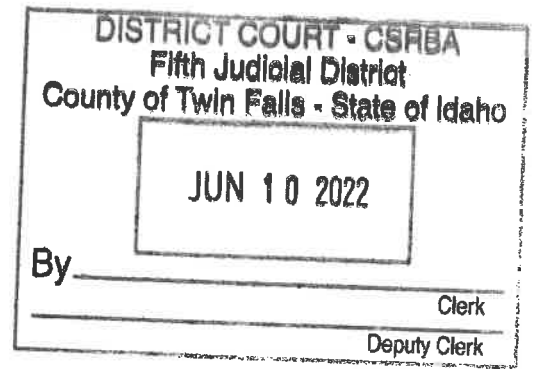 DISTRICT COURT - CSRBA
Fifth Judicial District
County of Twin Falls - State of Idaho
JUN 10 2022
By
Clerk
Deputy Clerk